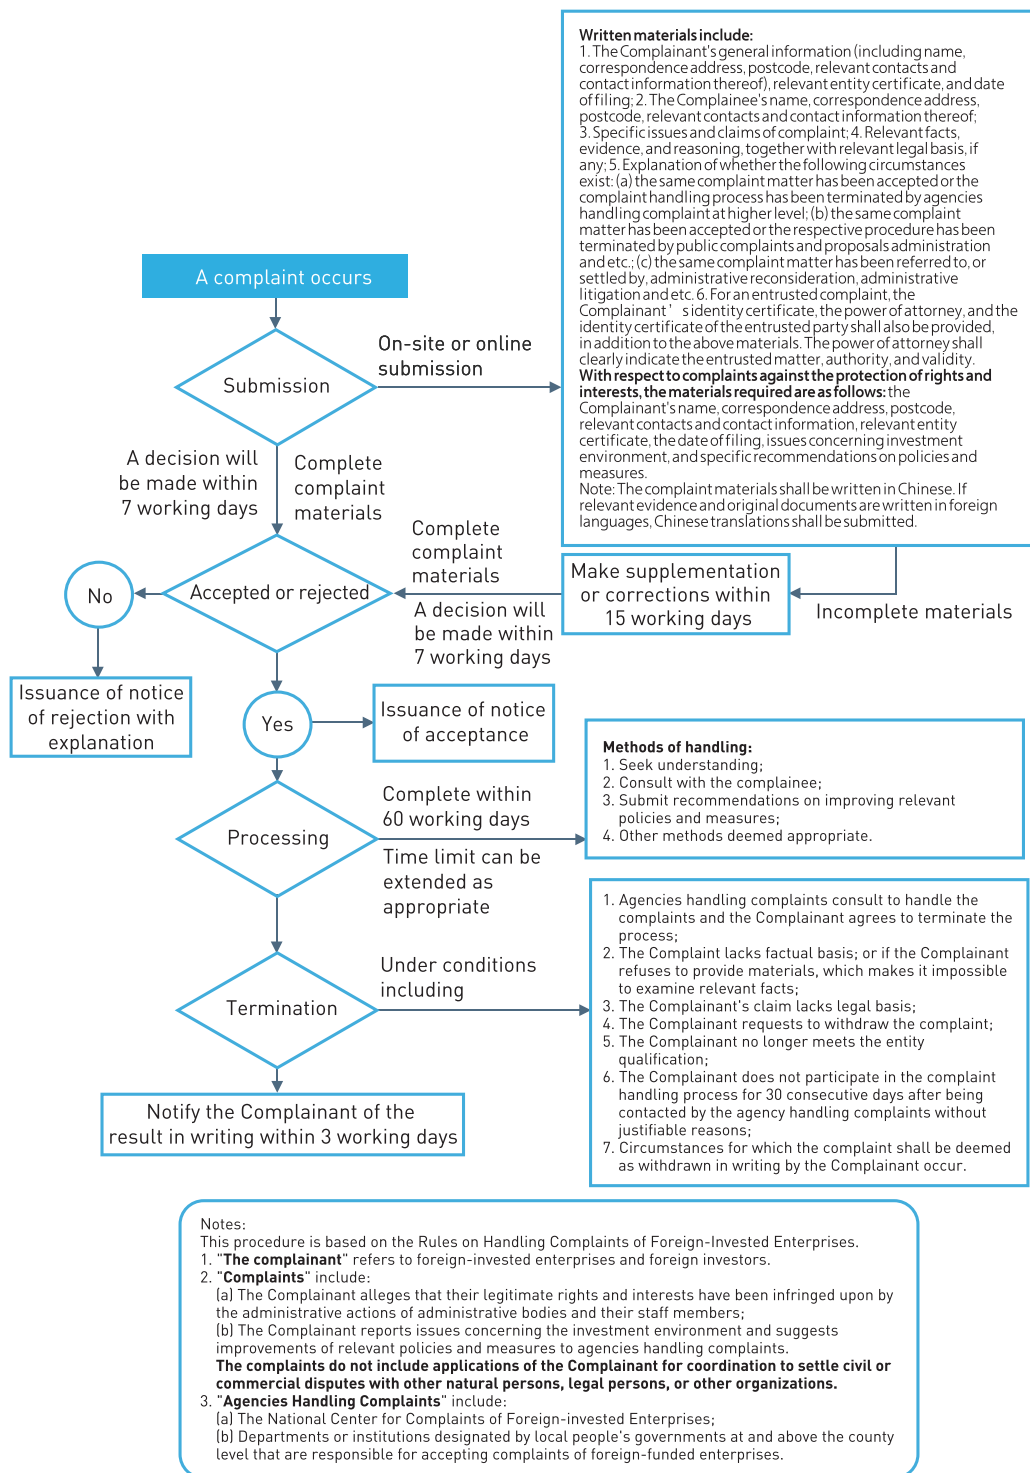 Written materials include:
1. The Complainant's general information (including name,
correspondence address, postcode, relevant contacts and
contact information thereof), relevant entity certificate, and date
of filing; 2. The Complainee's name, correspondence address,
postcode, relevant contacts and contact information thereof;
3. Specific issues and claims of complaint; 4. Relevant facts,
evidence, and reasoning, together with relevant legal basis, if
any; 5. Explanation of whether the following circumstances
exist: (a) the same complaint matter has been accepted or the
complaint handling process has been terminated by agencies
handling complaint at higher level; (b) the same complaint
matter has been accepted or the respective procedure has been
terminated by public complaints and proposals administration
and etc.; (c) the same complaint matter has been referred to, or
settled by, administrative reconsideration, administrative
litigation and etc. 6. For an entrusted complaint, the
Complainant's identity certificate, the power of attorney, and the
identity certificate of the entrusted party shall also be provided,
in addition to the above materials. The power of attorney shall
clearly indicate the entrusted matter, authority, and validity.
With respect to complaints against the protection of rights and
interests, the materials required are as follows: the
Complainant's name, correspondence address, postcode,
relevant contacts and contact information, relevant entity
certificate, the date of filing, issues concerning investment
environment, and specific recommendations on policies and
measures.
Note: The complaint materials shall be written in Chinese. If
relevant evidence and original documents are written in foreign
languages, Chinese translations shall be submitted.
A complaint occurs
Submission
On-site or online
submission
A decision will
be made within
7 working days
Complete
complaint
materials
Complete
complaint
materials
A decision will
be made within
7 working days
Make supplementation
or corrections within
15 working days
Incomplete materials
Accepted or rejected
No
Issuance of notice
of rejection with
explanation
Yes
Issuance of notice
of acceptance
Processing
Complete within
60 working days
Time limit can be
extended as
appropriate
Methods of handling:
1. Seek understanding;
2. Consult with the complainee;
3. Submit recommendations on improving relevant
policies and measures;
4. Other methods deemed appropriate.
Termination
Under conditions
including
1. Agencies handling complaints consult to handle the
complaints and the Complainant agrees to terminate the
process;
2. The Complaint lacks factual basis; or if the Complainant
refuses to provide materials, which makes it impossible
to examine relevant facts;
3. The Complainant's claim lacks legal basis;
4. The Complainant requests to withdraw the complaint;
5. The Complainant no longer meets the entity
qualification;
6. The Complainant does not participate in the complaint
handling process for 30 consecutive days after being
contacted by the agency handling complaints without
justifiable reasons;
7. Circumstances for which the complaint shall be deemed
as withdrawn in writing by the Complainant occur.
Notify the Complainant of the
result in writing within 3 working days
Notes:
This procedure is based on the Rules on Handling Complaints of Foreign-Invested Enterprises.
1. "The complainant" refers to foreign-invested enterprises and foreign investors.
2. "Complaints" include:
(a) The Complainant alleges that their legitimate rights and interests have been infringed upon by
the administrative actions of administrative bodies and their staff members;
(b) The Complainant reports issues concerning the investment environment and suggests
improvements of relevant policies and measures to agencies handling complaints.
The complaints do not include applications of the Complainant for coordination to settle civil or
commercial disputes with other natural persons, legal persons, or other organizations.
3. "Agencies Handling Complaints" include:
(a) The National Center for Complaints of Foreign-invested Enterprises;
(b) Departments or institutions designated by local people's governments at and above the county
level that are responsible for accepting complaints of foreign-funded enterprises.